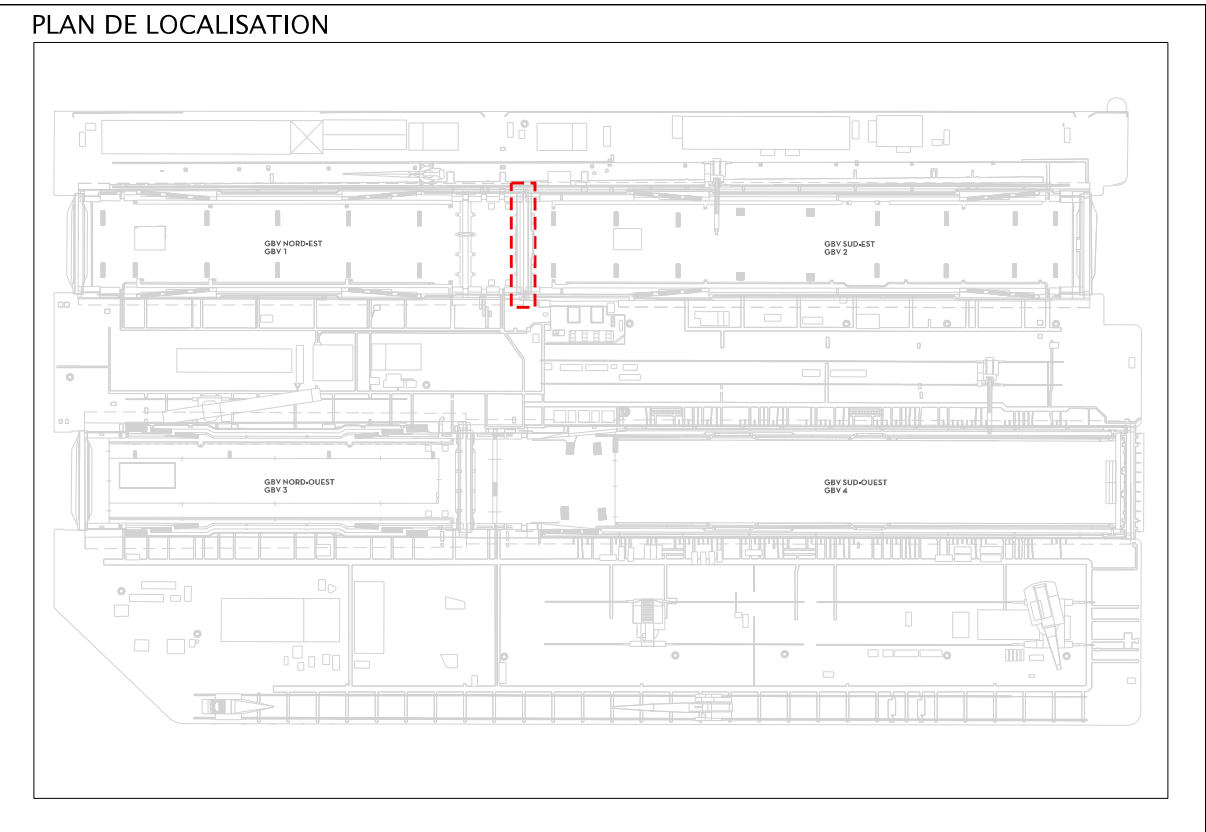 PLAN DE LOCALISATION
GBV NORD•EST
GBV 1
GBV SUD•EST
GBV 2
GBV NORD•OUEST
GBV 3
GBV SUD•OUEST
GBV 4